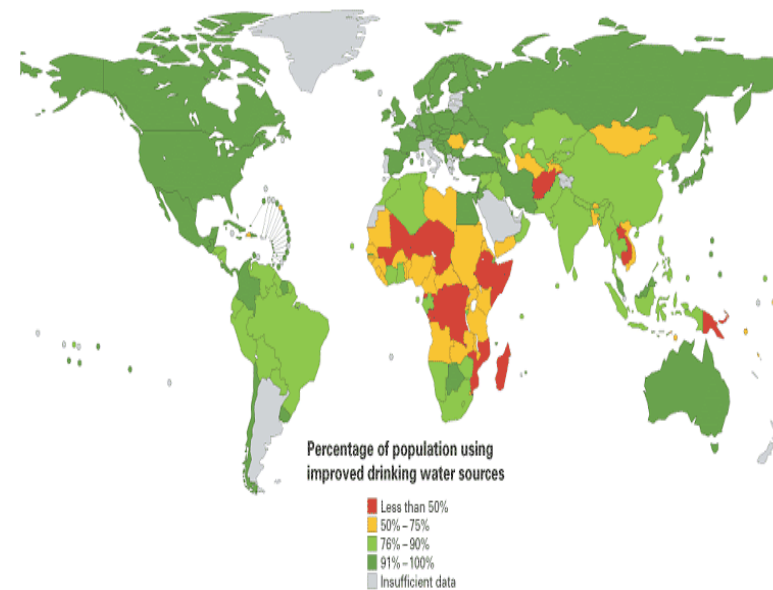 Percentage of population using
improved drinking water sources
Less than 50%
50% – 75%
76% – 90%
91% – 100%
Insufficient data